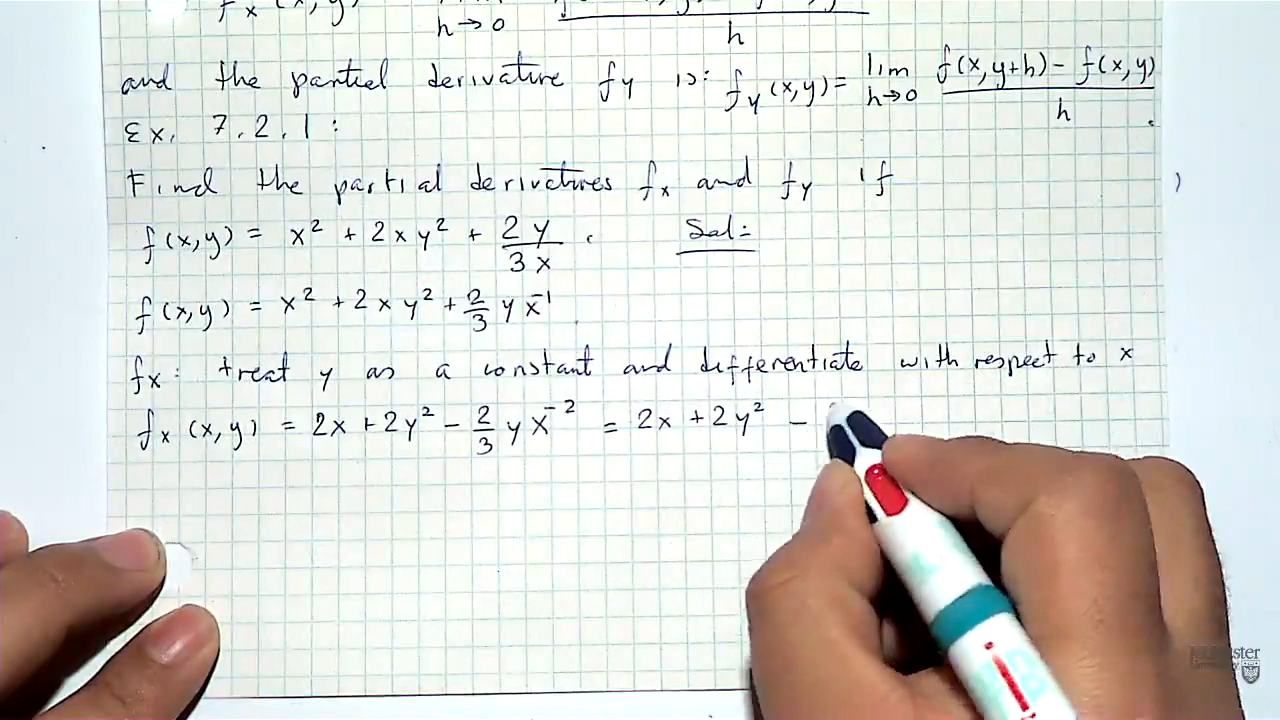 fx (x,y)
h→0 h
and the partial derivative fy is: fy (x,y) = lim h→0 f(x,y+h) - f(x,y) / h .
Ex. 7.2.1 :
Find the partial derivatives fx and fy if
f(x,y) = x² + 2xy² + 2y / 3x . Sol:
f(x,y) = x² + 2xy² + 2/3 y x⁻¹
fx : treat y as a constant and differentiate with respect to x
fx (x,y) = 2x + 2y² - 2/3 y x⁻² = 2x + 2y² -